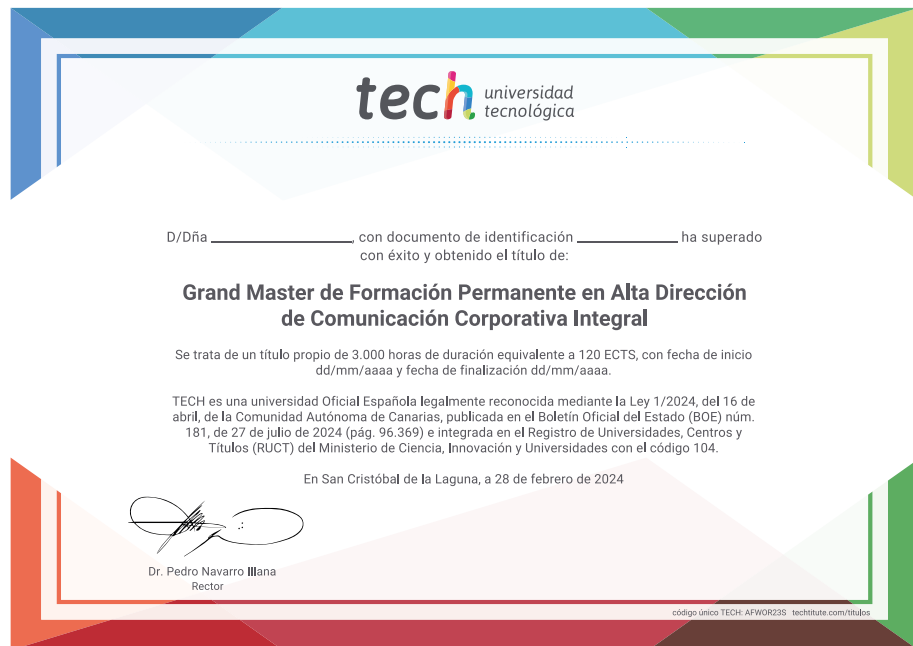 tech universidad
tecnológica
D/Dña ______________, con documento de identificación __________ ha superado
con éxito y obtenido el título de:
Grand Master de Formación Permanente en Alta Dirección
de Comunicación Corporativa Integral
Se trata de un título propio de 3.000 horas de duración equivalente a 120 ECTS, con fecha de inicio
dd/mm/aaaa y fecha de finalización dd/mm/aaaa.
TECH es una universidad Oficial Española legalmente reconocida mediante la Ley 1/2024, del 16 de
abril, de la Comunidad Autónoma de Canarias, publicada en el Boletín Oficial del Estado (BOE) núm.
181, de 27 de julio de 2024 (pág. 96.369) e integrada en el Registro de Universidades, Centros y
Títulos (RUCT) del Ministerio de Ciencia, Innovación y Universidades con el código 104.
En San Cristóbal de la Laguna, a 28 de febrero de 2024
Dr. Pedro Navarro Illana
Rector
código único TECH: AFWOR23S techtitute.com/titulos